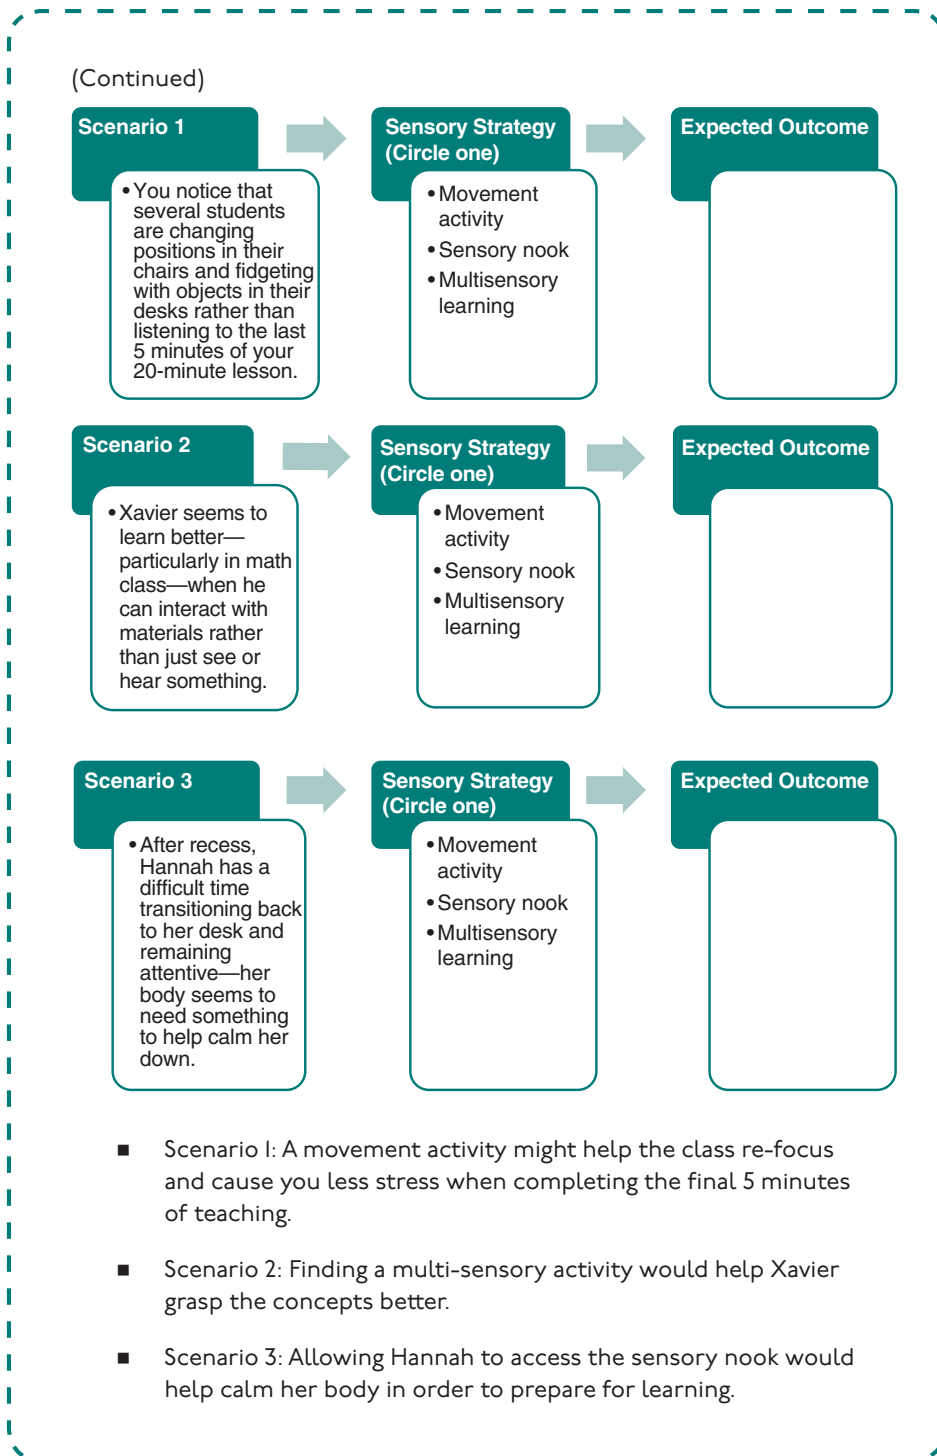 (Continued)
Scenario 1
Sensory Strategy
(Circle one)
Expected Outcome
•You notice that
several students
are changing
positions in their
chairs and fidgeting
with objects in their
desks rather than
listening to the last
5 minutes of your
20-minute lesson.
•Movement
activity
•Sensory nook
•Multisensory
learning
Scenario 2
Sensory Strategy
(Circle one)
Expected Outcome
•Xavier seems to
learn better—
particularly in math
class—when he
can interact with
materials rather
than just see or
hear something.
•Movement
activity
•Sensory nook
•Multisensory
learning
Scenario 3
Sensory Strategy
(Circle one)
Expected Outcome
•After recess,
Hannah has a
difficult time
transitioning back
to her desk and
remaining
attentive—her
body seems to
need something
to help calm her
down.
•Movement
activity
•Sensory nook
•Multisensory
learning
■ Scenario 1: A movement activity might help the class re-focus
and cause you less stress when completing the final 5 minutes
of teaching.
■ Scenario 2: Finding a multi-sensory activity would help Xavier
grasp the concepts better.
■ Scenario 3: Allowing Hannah to access the sensory nook would
help calm her body in order to prepare for learning.